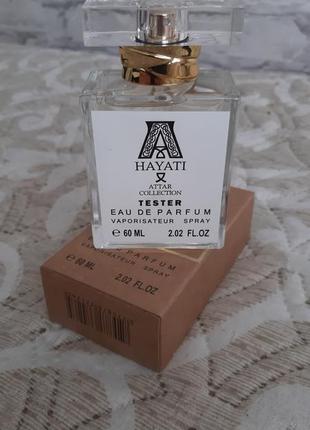 A
HAYATI
ATTAR
COLLECTION
TESTER
EAU DE PARFUM
VAPORISATEUR SPRAY
e 60 ML 2.02 FL.OZ
PARFUM
VAPORISATEUR SPRAY
e 60 ML 2.02 FL.OZ